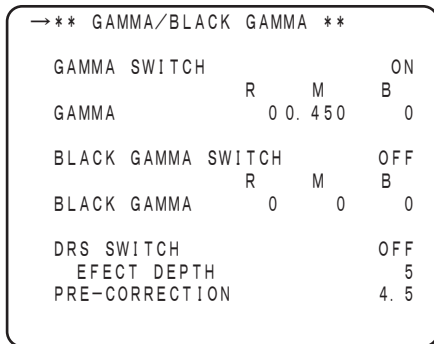 →** GAMMA/BLACK GAMMA **
GAMMA SWITCH ON
R M B
GAMMA 0 0.450 0
BLACK GAMMA SWITCH OFF
R M B
BLACK GAMMA 0 0 0
DRS SWITCH OFF
EFECT DEPTH 5
PRE-CORRECTION 4.5